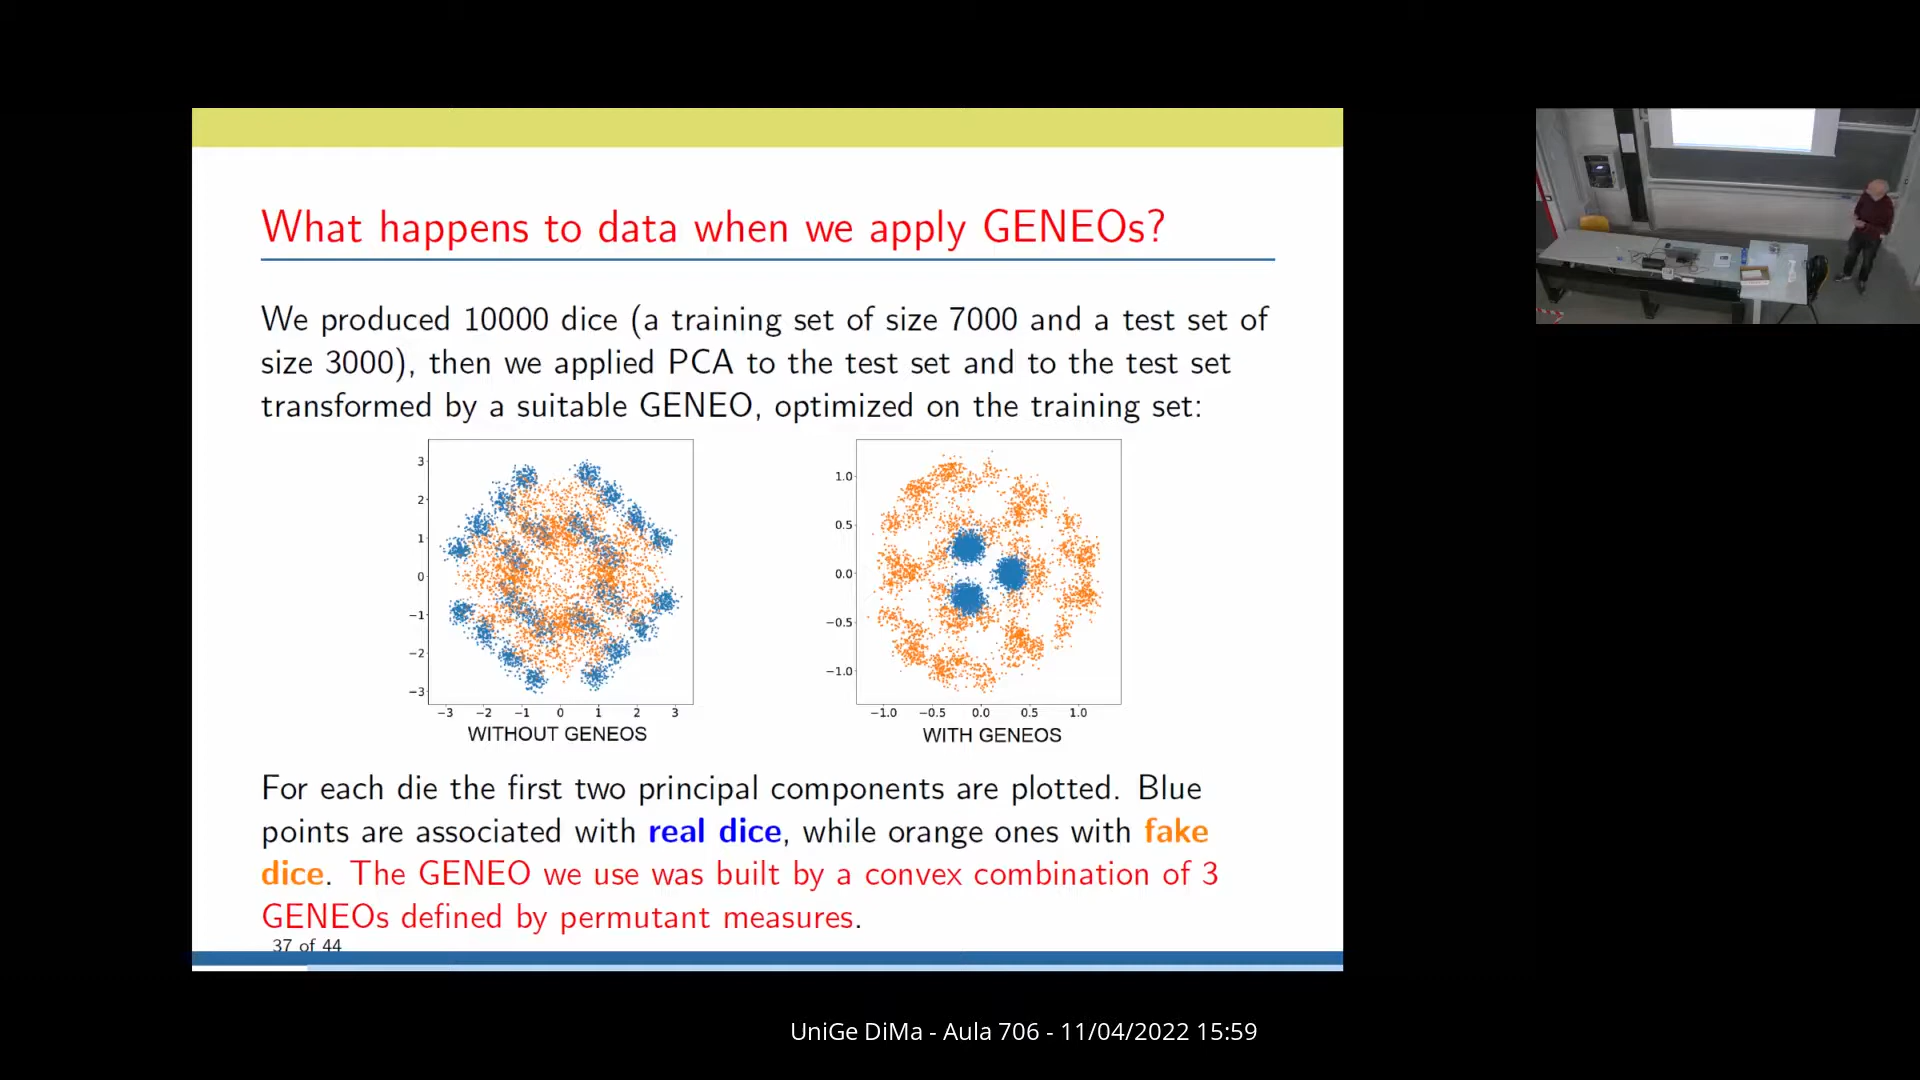 What happens to data when we apply GENEOs?
We produced 10000 dice (a training set of size 7000 and a test set of
size 3000), then we applied PCA to the test set and to the test set
transformed by a suitable GENEO, optimized on the training set:
3
2
1
0
−1
−2
−3
−3 −2 −1 0 1 2 3
WITHOUT GENEOS
1.0
0.5
0.0
−0.5
−1.0
−1.0 −0.5 0.0 0.5 1.0
WITH GENEOS
For each die the first two principal components are plotted. Blue
points are associated with real dice, while orange ones with fake
dice. The GENEO we use was built by a convex combination of 3
GENEOs defined by permutant measures.
37 of 44
UniGe DiMa - Aula 706 - 11/04/2022 15:59